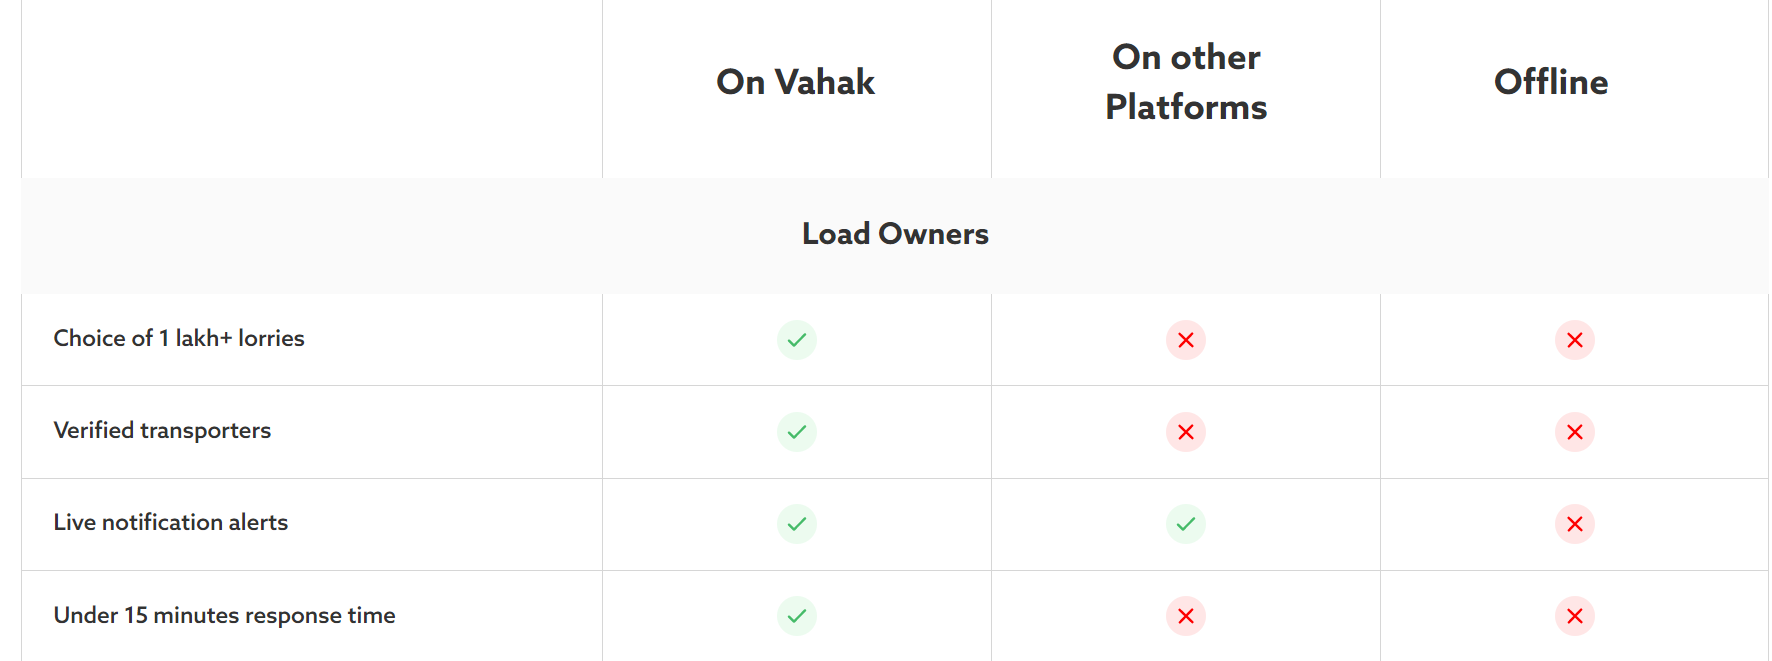 On Vahak
On other
Platforms
Offline
Load Owners
Choice of 1 lakh+ lorries
Verified transporters
Live notification alerts
Under 15 minutes response time